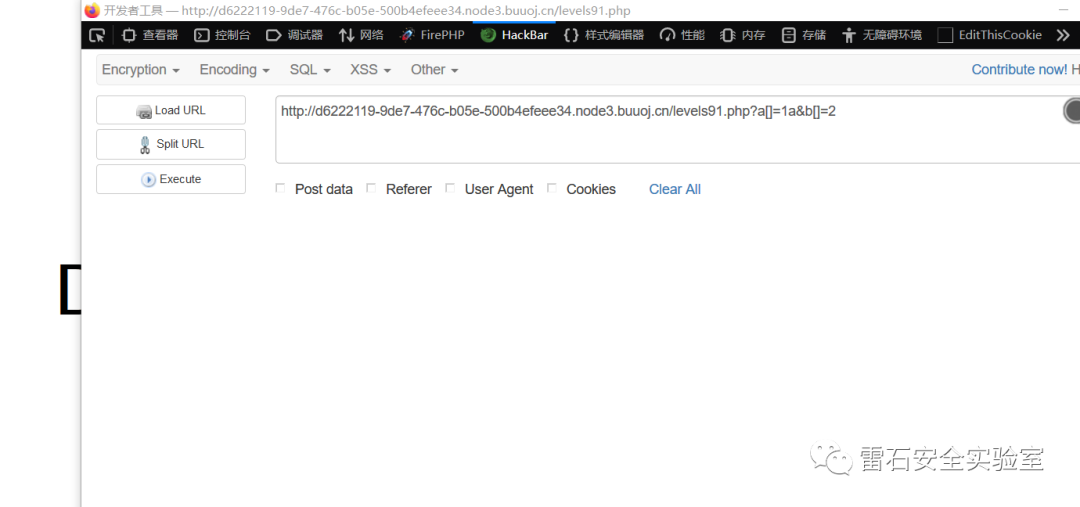 开发者工具 — http://d6222119-9de7-476c-b05e-500b4efeee34.node3.buuoj.cn/levels91.php
查看器 控制台 调试器 网络 FirePHP HackBar {} 样式编辑器 性能 内存 存储 无障碍环境 EditThisCookie
Encryption Encoding SQL XSS Other Contribute now! H
Load URL
http://d6222119-9de7-476c-b05e-500b4efeee34.node3.buuoj.cn/levels91.php?a[]=1a&b[]=2
Split URL
Execute
Post data Referer User Agent Cookies Clear All
雷石安全实验室